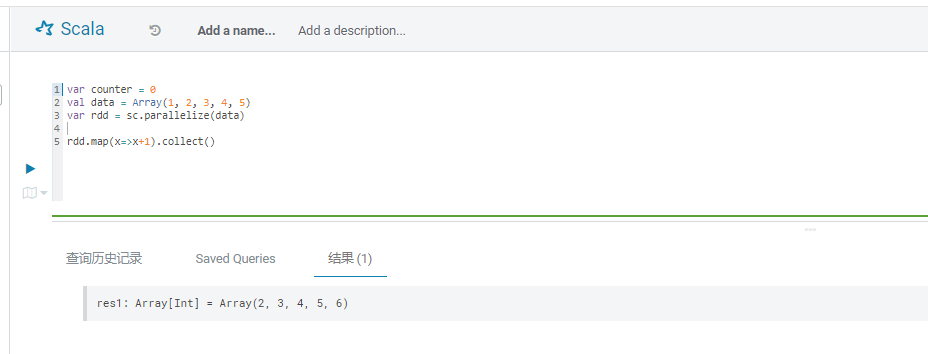 Scala Add a name... Add a description...
1 var counter = 0
2 val data = Array(1, 2, 3, 4, 5)
3 var rdd = sc.parallelize(data)
4
5 rdd.map(x=>x+1).collect()
查询历史记录 Saved Queries 结果 (1)
res1: Array[Int] = Array(2, 3, 4, 5, 6)